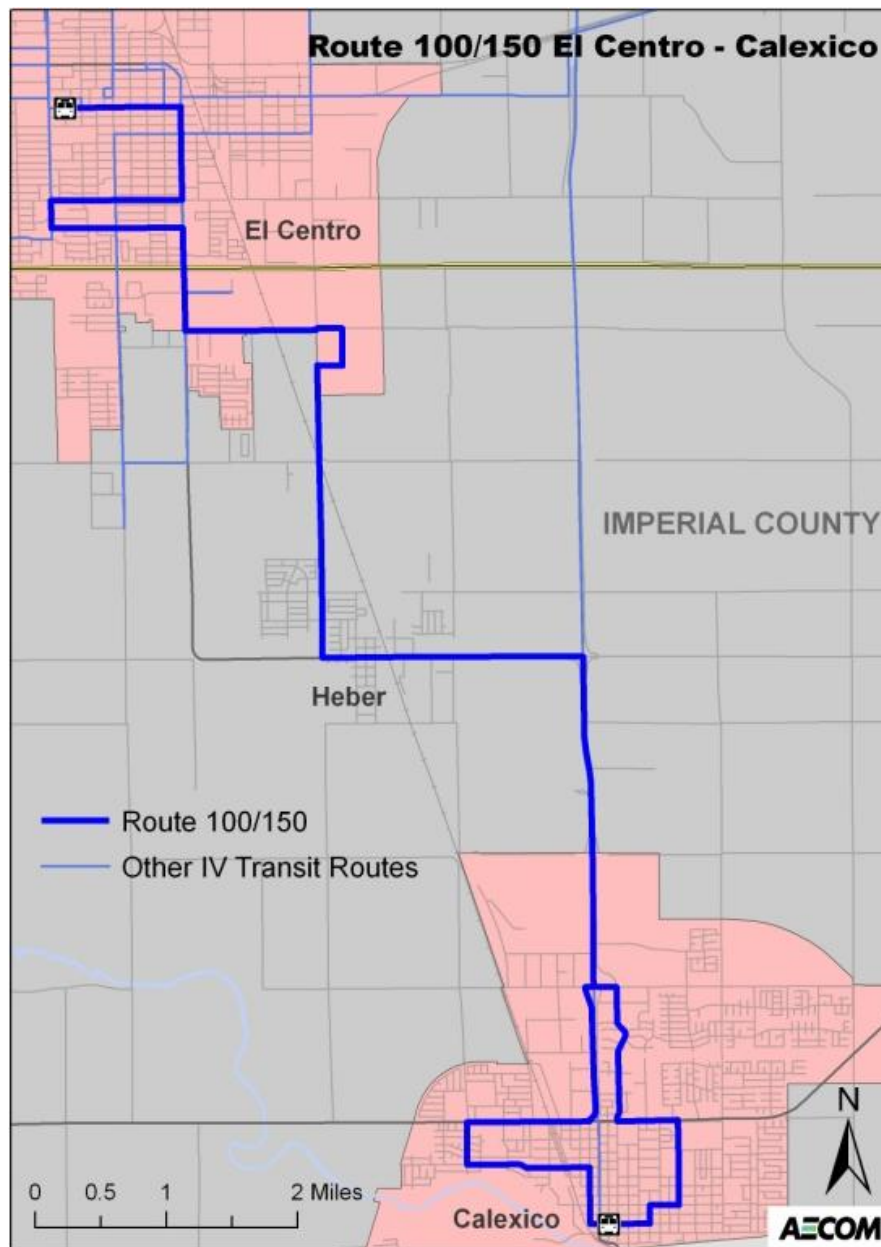 Route 100/150 El Centro - Calexico
El Centro
IMPERIAL COUNTY
Heber
Route 100/150
Other IV Transit Routes
N
0 0.5 1 2 Miles
Calexico
AECOM